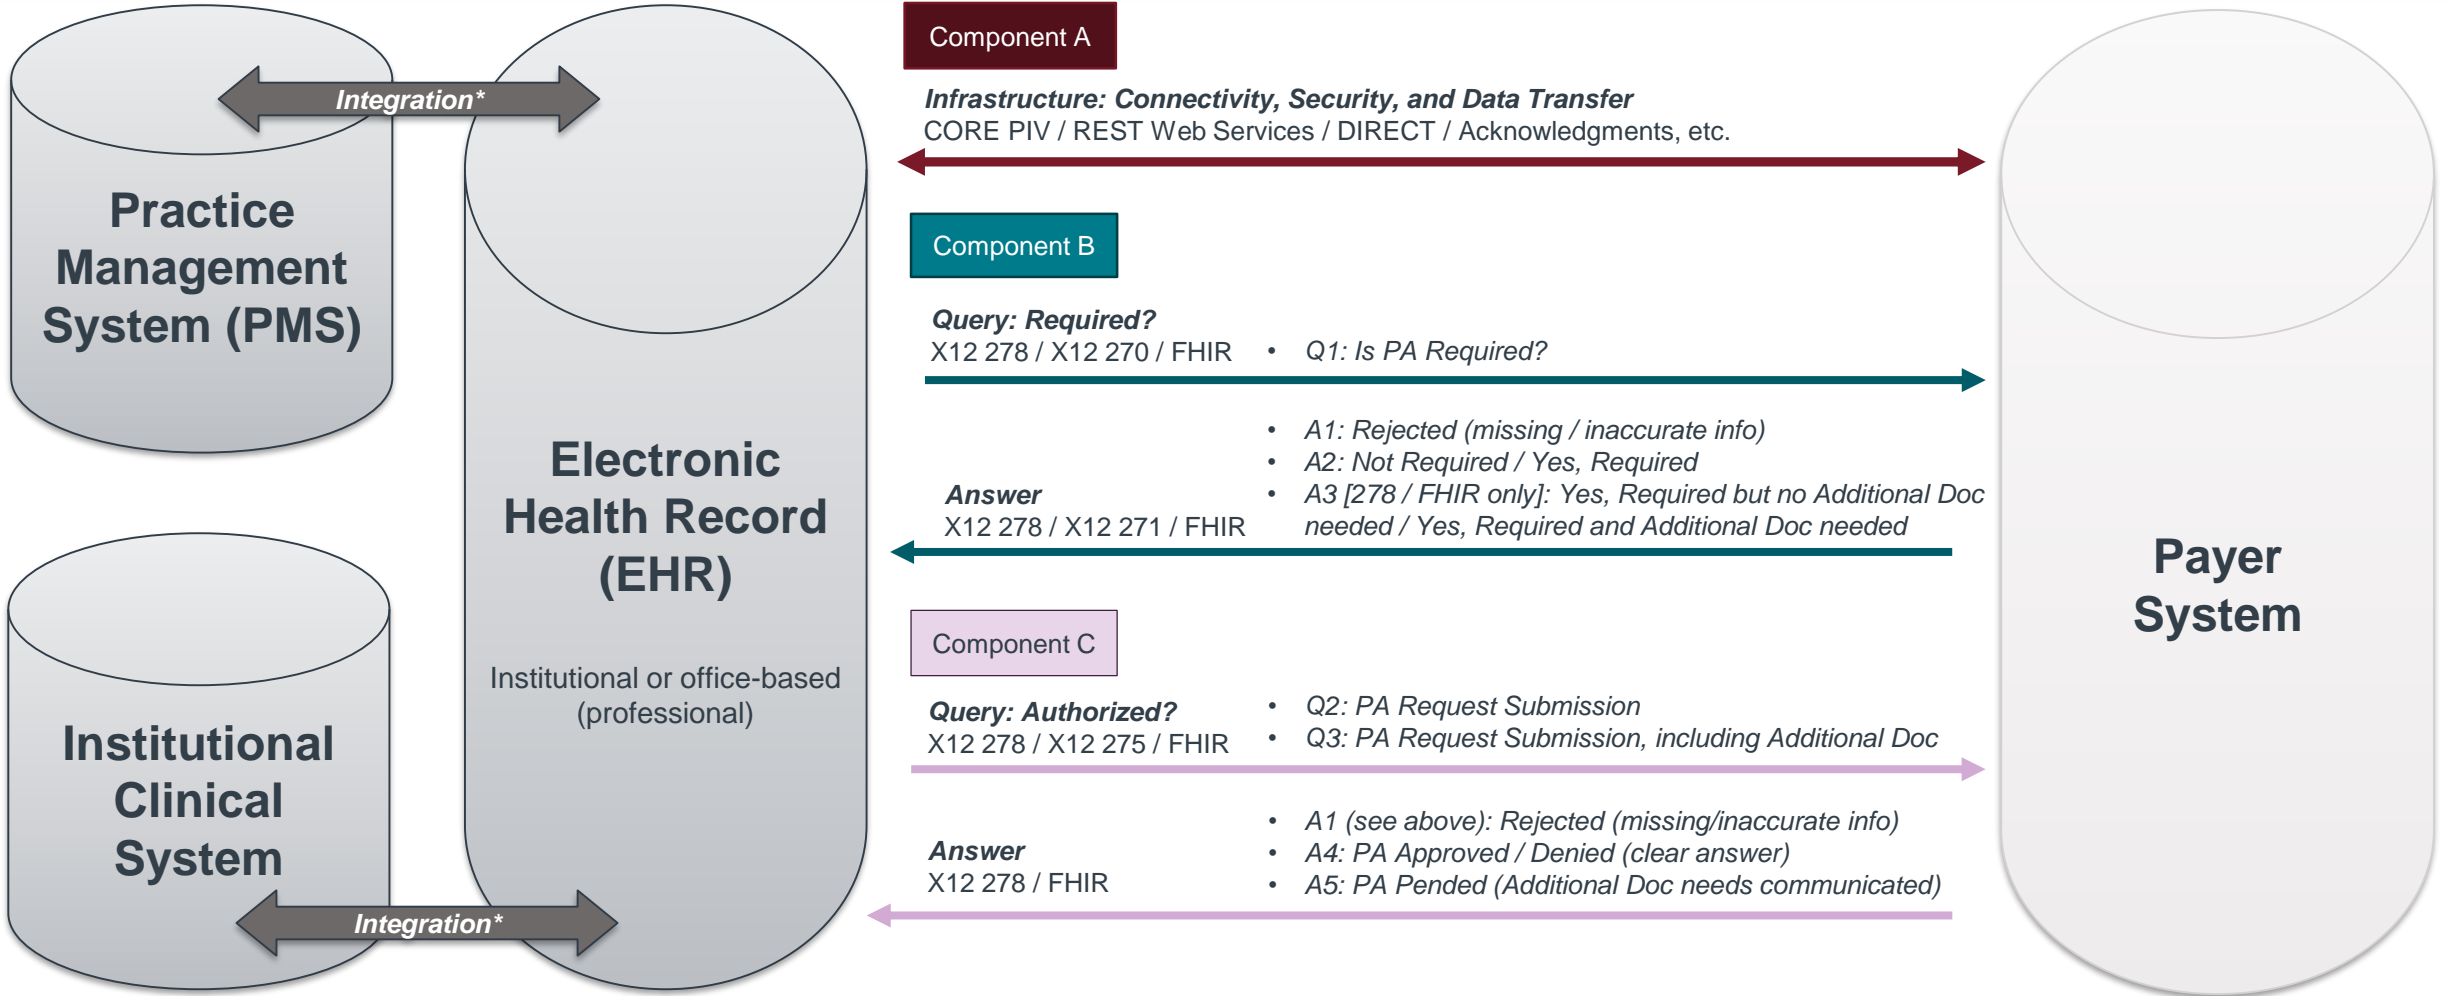 Practice
Management
System (PMS)
Integration*
Institutional
Clinical
System
Integration*
Electronic
Health Record
(EHR)
Institutional or office-based
(professional)
Component A
Infrastructure: Connectivity, Security, and Data Transfer
CORE PIV / REST Web Services / DIRECT / Acknowledgments, etc.
Component B
Query: Required?
X12 278 / X12 270 / FHIR
• Q1: Is PA Required?
Answer
X12 278 / X12 271 / FHIR
• A1: Rejected (missing / inaccurate info)
• A2: Not Required / Yes, Required
• A3 [278 / FHIR only]: Yes, Required but no Additional Doc
needed / Yes, Required and Additional Doc needed
Component C
Query: Authorized?
X12 278 / X12 275 / FHIR
• Q2: PA Request Submission
• Q3: PA Request Submission, including Additional Doc
Answer
X12 278 / FHIR
• A1 (see above): Rejected (missing/inaccurate info)
• A4: PA Approved / Denied (clear answer)
• A5: PA Pended (Additional Doc needs communicated)
Payer
System